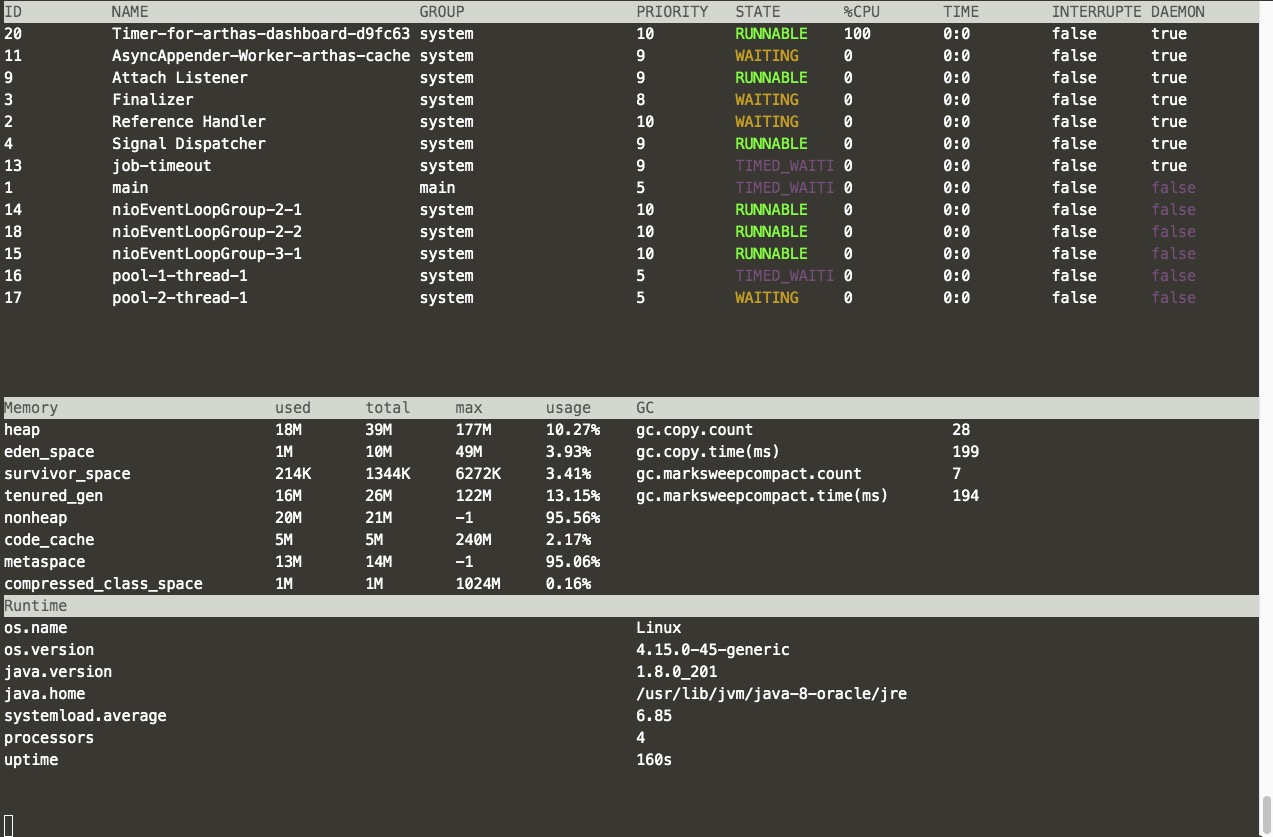 ID NAME GROUP PRIORITY STATE %CPU TIME INTERRUPTE DAEMON
20 Timer-for-arthas-dashboard-d9fc63 system 10 RUNNABLE 100 0:0 false true
11 AsyncAppender-Worker-arthas-cache system 9 WAITING 0 0:0 false true
9 Attach Listener system 9 RUNNABLE 0 0:0 false true
3 Finalizer system 8 WAITING 0 0:0 false true
2 Reference Handler system 10 WAITING 0 0:0 false true
4 Signal Dispatcher system 9 RUNNABLE 0 0:0 false true
13 job-timeout system 9 TIMED_WAITI 0 0:0 false true
1 main main 5 TIMED_WAITI 0 0:0 false false
14 nioEventLoopGroup-2-1 system 10 RUNNABLE 0 0:0 false false
18 nioEventLoopGroup-2-2 system 10 RUNNABLE 0 0:0 false false
15 nioEventLoopGroup-3-1 system 10 RUNNABLE 0 0:0 false false
16 pool-1-thread-1 system 5 TIMED_WAITI 0 0:0 false false
17 pool-2-thread-1 system 5 WAITING 0 0:0 false false
Memory used total max usage GC
heap 18M 39M 177M 10.27% gc.copy.count 28
eden_space 1M 10M 49M 3.93% gc.copy.time(ms) 199
survivor_space 214K 1344K 6272K 3.41% gc.marksweepcompact.count 7
tenured_gen 16M 26M 122M 13.15% gc.marksweepcompact.time(ms) 194
nonheap 20M 21M -1 95.56%
code_cache 5M 5M 240M 2.17%
metaspace 13M 14M -1 95.06%
compressed_class_space 1M 1M 1024M 0.16%
Runtime
os.name Linux
os.version 4.15.0-45-generic
java.version 1.8.0_201
java.home /usr/lib/jvm/java-8-oracle/jre
systemload.average 6.85
processors 4
uptime 160s